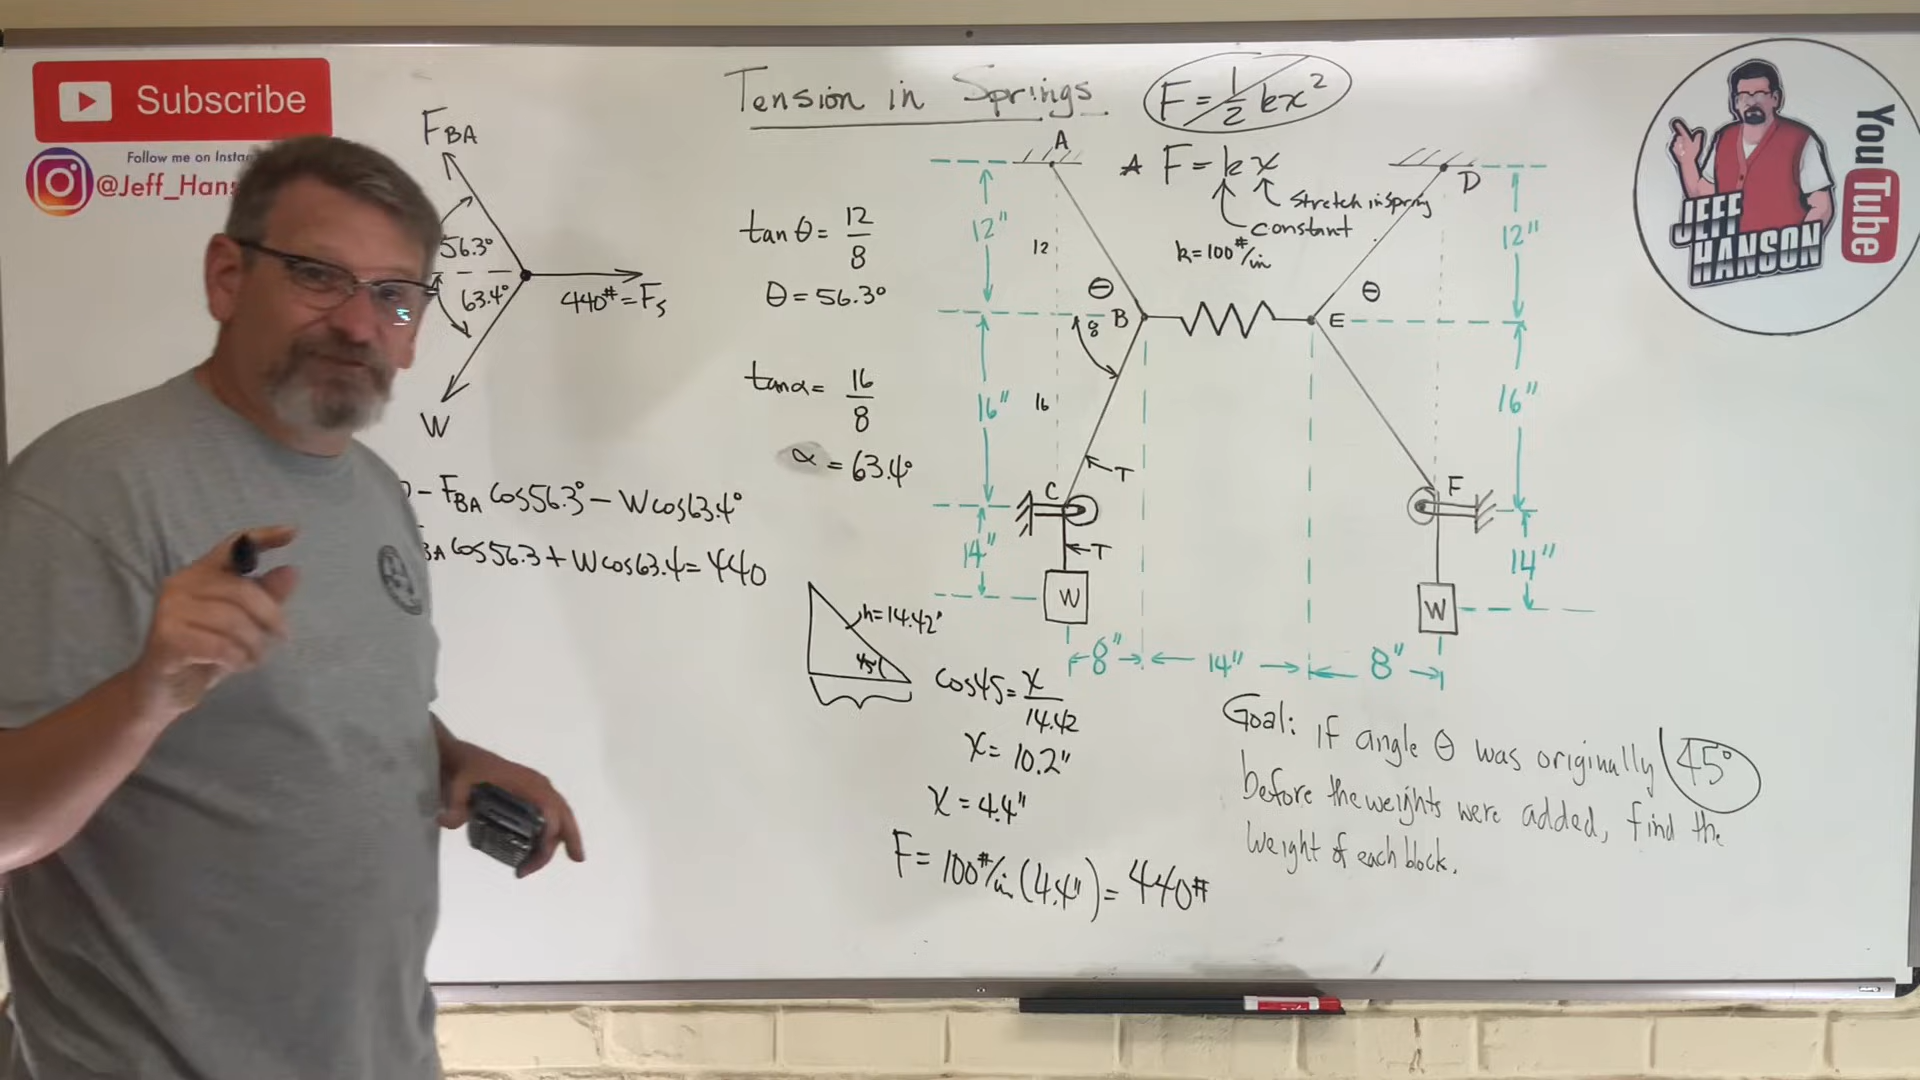 Subscribe
Follow me on Insta
@Jeff_Hans
Tension in Springs
F = 1/2 kx²
F = kx
stretch in spring
constant
k=100#/in
F_BA
56.3°
63.4°
440# = F_s
W
tan θ = 12/8
θ = 56.3°
tan α = 16/8
α = 63.4°
- F_BA cos56.3° - W cos63.4°
BA cos56.3 + W cos63.4 = 440
A
D
12"
12
θ
θ
12"
8
B
E
16"
16
16"
T
C
F
14"
T
14"
W
W
8"
14"
8"
h=14.42"
45°
cos45 = x/14.42
x = 10.2"
x = 4.4"
F = 100#/in (4.4") = 440#
Goal: if angle θ was originally 45°
before the weights were added, find the
weight of each block.
JEFF
HANSON
YouTube